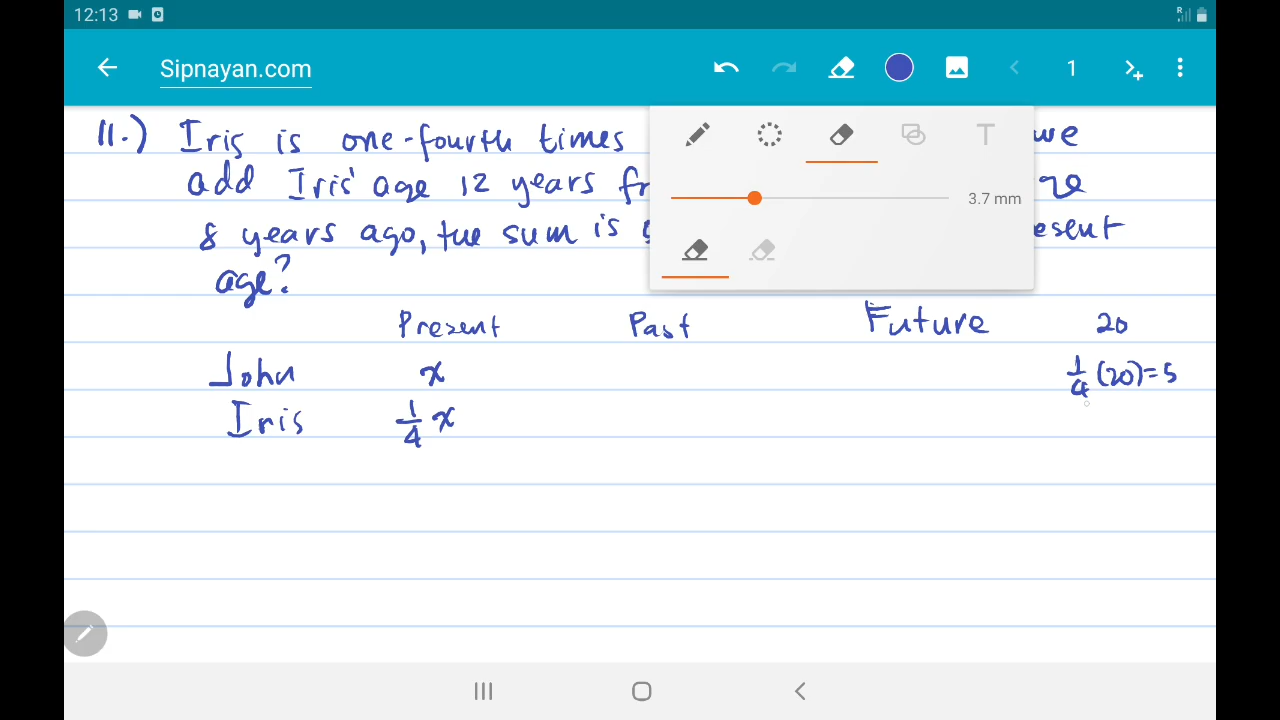 12:13
Sipnayan.com
1
11.) Iris is one-fourth times we
add Iris' age 12 years
3.7 mm
8 years ago, the sum is
age?
Present Past Future 20
John x 1/4 (20)=5
Iris 1/4 x